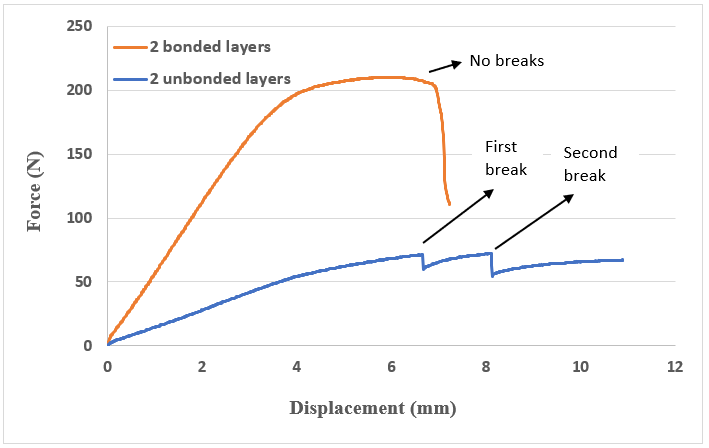 250
200
150
100
50
0
0 2 4 6 8 10 12
Force (N)
Displacement (mm)
2 bonded layers
2 unbonded layers
No breaks
First
break
Second
break